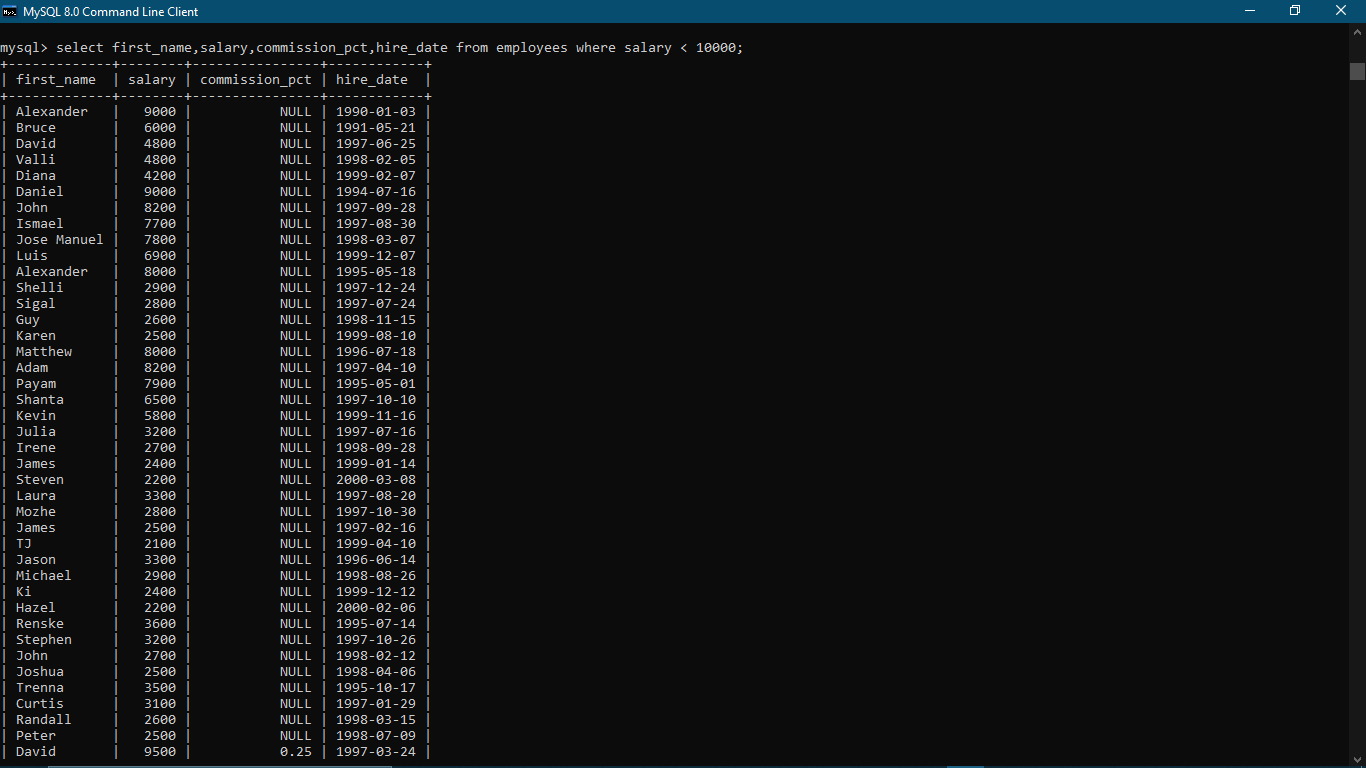 MySQL 8.0 Command Line Client
mysql> select first_name,salary,commission_pct,hire_date from employees where salary < 10000;
+-------------+--------+----------------+------------+
| first_name  | salary | commission_pct | hire_date  |
+-------------+--------+----------------+------------+
| Alexander   |   9000 |           NULL | 1990-01-03 |
| Bruce       |   6000 |           NULL | 1991-05-21 |
| David       |   4800 |           NULL | 1997-06-25 |
| Valli       |   4800 |           NULL | 1998-02-05 |
| Diana       |   4200 |           NULL | 1999-02-07 |
| Daniel      |   9000 |           NULL | 1994-07-16 |
| John        |   8200 |           NULL | 1997-09-28 |
| Ismael      |   7700 |           NULL | 1997-08-30 |
| Jose Manuel |   7800 |           NULL | 1998-03-07 |
| Luis        |   6900 |           NULL | 1999-12-07 |
| Alexander   |   8000 |           NULL | 1995-05-18 |
| Shelli      |   2900 |           NULL | 1997-12-24 |
| Sigal       |   2800 |           NULL | 1997-07-24 |
| Guy         |   2600 |           NULL | 1998-11-15 |
| Karen       |   2500 |           NULL | 1999-08-10 |
| Matthew     |   8000 |           NULL | 1996-07-18 |
| Adam        |   8200 |           NULL | 1997-04-10 |
| Payam       |   7900 |           NULL | 1995-05-01 |
| Shanta      |   6500 |           NULL | 1997-10-10 |
| Kevin       |   5800 |           NULL | 1999-11-16 |
| Julia       |   3200 |           NULL | 1997-07-16 |
| Irene       |   2700 |           NULL | 1998-09-28 |
| James       |   2400 |           NULL | 1999-01-14 |
| Steven      |   2200 |           NULL | 2000-03-08 |
| Laura       |   3300 |           NULL | 1997-08-20 |
| Mozhe       |   2800 |           NULL | 1997-10-30 |
| James       |   2500 |           NULL | 1997-02-16 |
| TJ          |   2100 |           NULL | 1999-04-10 |
| Jason       |   3300 |           NULL | 1996-06-14 |
| Michael     |   2900 |           NULL | 1998-08-26 |
| Ki          |   2400 |           NULL | 1999-12-12 |
| Hazel       |   2200 |           NULL | 2000-02-06 |
| Renske      |   3600 |           NULL | 1995-07-14 |
| Stephen     |   3200 |           NULL | 1997-10-26 |
| John        |   2700 |           NULL | 1998-02-12 |
| Joshua      |   2500 |           NULL | 1998-04-06 |
| Trenna      |   3500 |           NULL | 1995-10-17 |
| Curtis      |   3100 |           NULL | 1997-01-29 |
| Randall     |   2600 |           NULL | 1998-03-15 |
| Peter       |   2500 |           NULL | 1998-07-09 |
| David       |   9500 |           0.25 | 1997-03-24 |